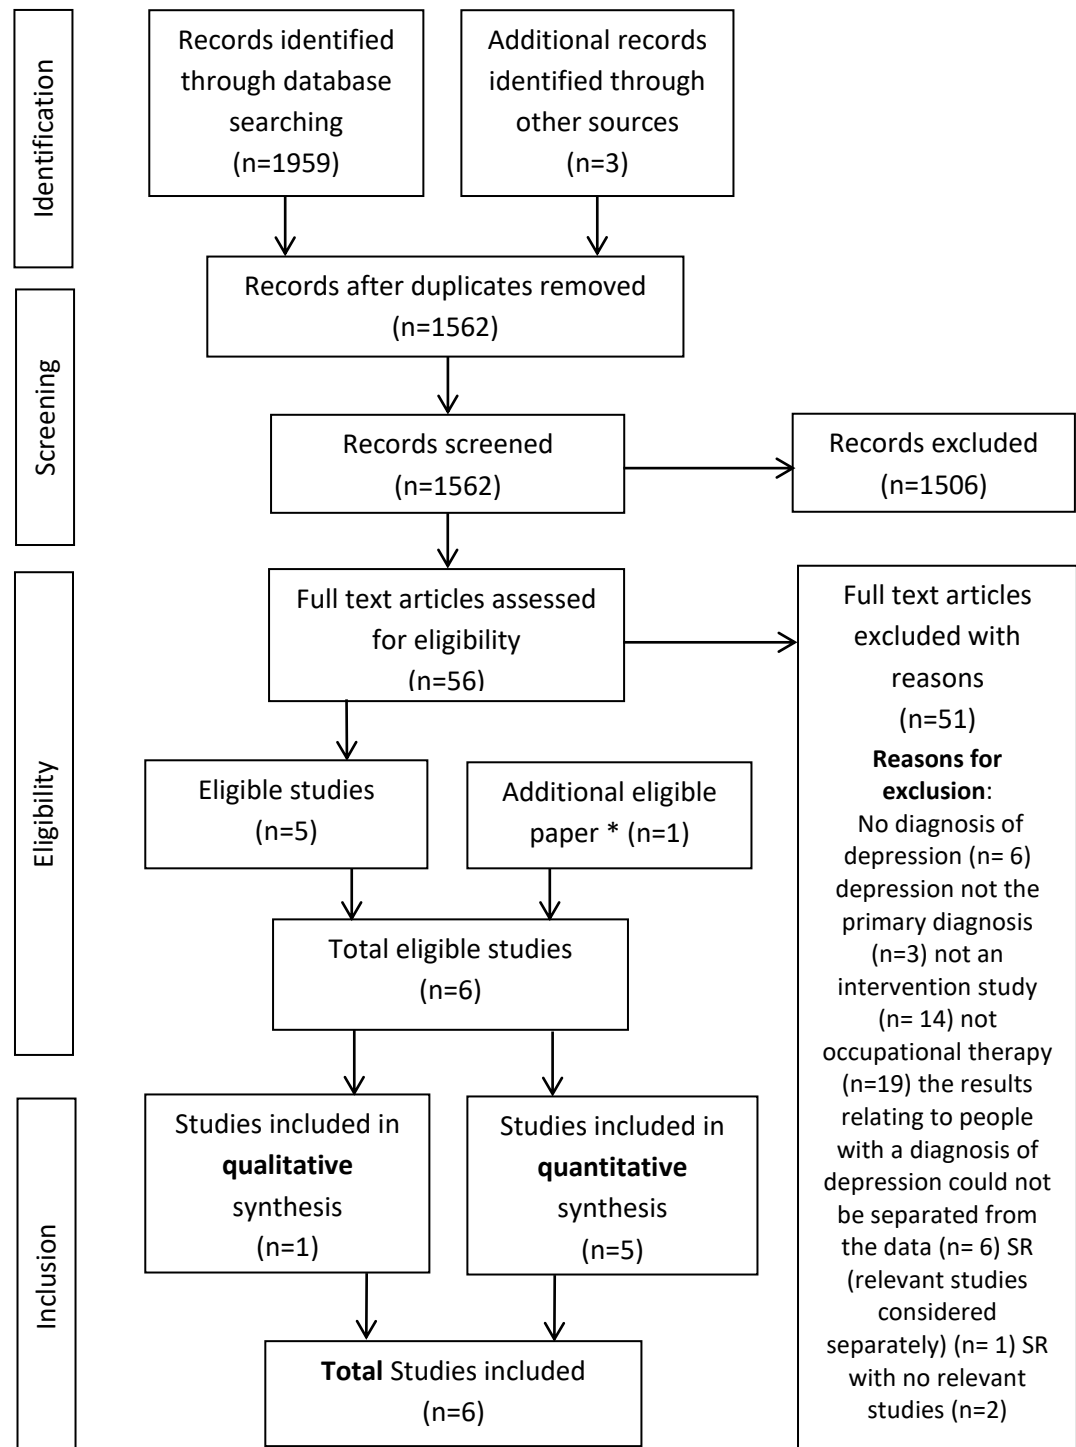 Identification
Records identified
through database
searching
(n=1959)
Additional records
identified through
other sources
(n=3)
Records after duplicates removed
(n=1562)
Screening
Records screened
(n=1562)
Records excluded
(n=1506)
Eligibility
Full text articles assessed
for eligibility
(n=56)
Full text articles
excluded with
reasons
(n=51)
Reasons for
exclusion:
No diagnosis of
depression (n= 6)
depression not the
primary diagnosis
(n=3) not an
intervention study
(n= 14) not
occupational therapy
(n=19) the results
relating to people
with a diagnosis of
depression could not
be separated from
the data (n= 6) SR
(relevant studies
considered
separately) (n= 1) SR
with no relevant
studies (n=2)
Eligible studies
(n=5)
Additional eligible
paper * (n=1)
Total eligible studies
(n=6)
Inclusion
Studies included in
qualitative
synthesis
(n=1)
Studies included in
quantitative
synthesis
(n=5)
Total Studies included
(n=6)